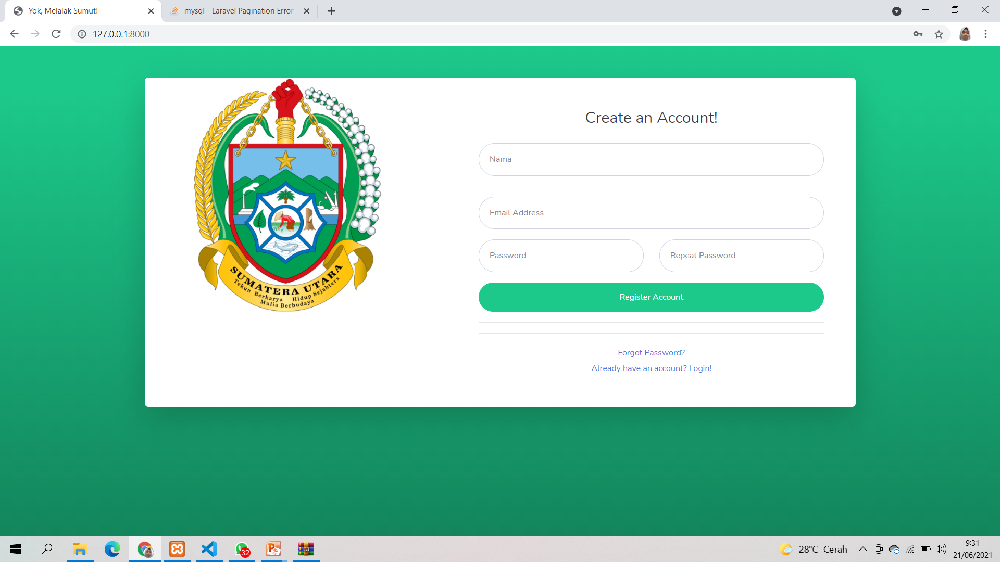 Yok, Melalak Sumut!
mysql - Laravel Pagination Error
127.0.0.1:8000
SUMATERA UTARA
Tekun Berkarya Hidup Sejahtera
Mulia Berbudaya
Create an Account!
Nama
Email Address
Password Repeat Password
Register Account
Forgot Password?
Already have an account? Login!
32
28°C Cerah
9:31
21/06/2021